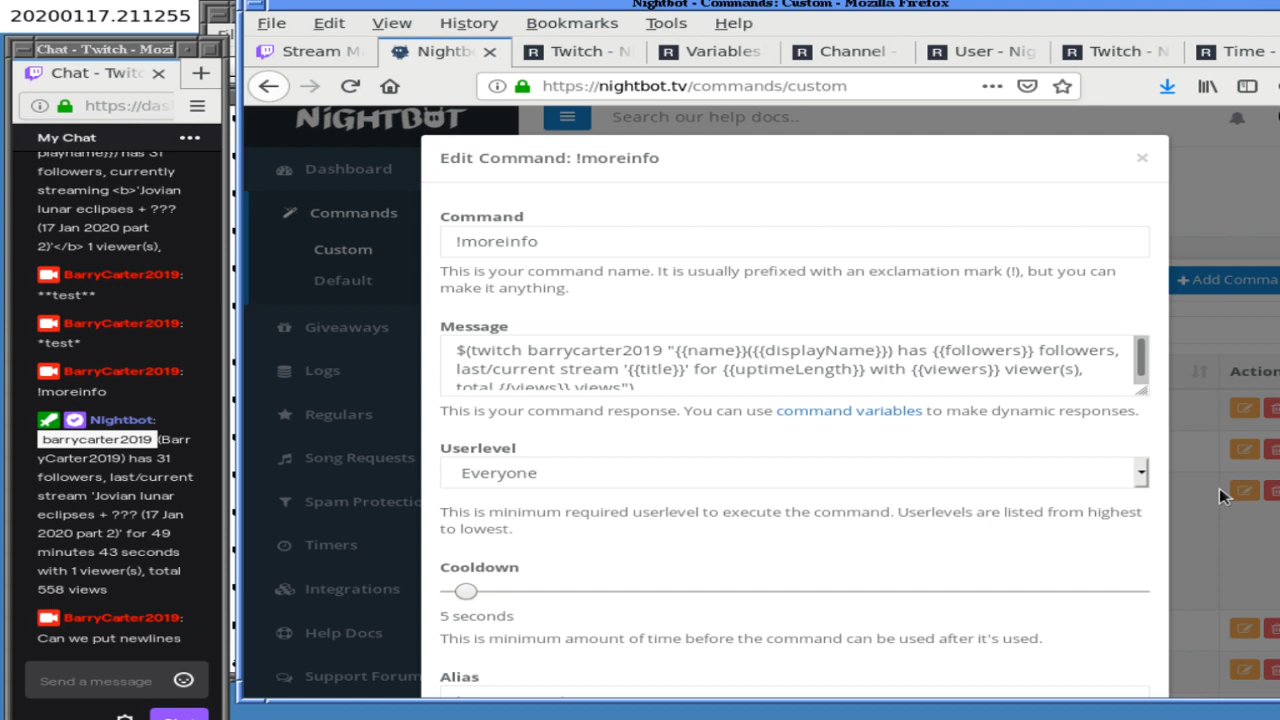 20200117.211255
Chat - Twitch - Mozi
Chat - Twitc
https://das
My Chat
playname}}) has 31
followers, currently
streaming <b>'Jovian
lunar eclipses + ???
(17 Jan 2020 part
2)'</b> 1 viewer(s),
BarryCarter2019:
**test**
BarryCarter2019:
*test*
BarryCarter2019:
!moreinfo
Nightbot:
barrycarter2019 (Barr
yCarter2019) has 31
followers, last/current
stream 'Jovian lunar
eclipses + ??? (17 Jan
2020 part 2)' for 49
minutes 43 seconds
with 1 viewer(s), total
558 views
BarryCarter2019:
Can we put newlines
Send a message
Nightbot - Commands: Custom - Mozilla Firefox
File Edit View History Bookmarks Tools Help
Stream M Nightb Twitch - N Variables Channel - User - Nig Twitch - N Time -
https://nightbot.tv/commands/custom
NiGHTBOT
Search our help docs..
Dashboard
Commands
Custom
Default
Giveaways
Logs
Regulars
Song Requests
Spam Protectio
Timers
Integrations
Help Docs
Support Forum
Edit Command: !moreinfo
×
Command
!moreinfo
This is your command name. It is usually prefixed with an exclamation mark (!), but you can
make it anything.
Message
$(twitch barrycarter2019 "{{name}}({{displayName}}) has {{followers}} followers,
last/current stream '{{title}}' for {{uptimeLength}} with {{viewers}} viewer(s),
total {{views}} views")
This is your command response. You can use command variables to make dynamic responses.
Userlevel
Everyone
This is minimum required userlevel to execute the command. Userlevels are listed from highest
to lowest.
Cooldown
5 seconds
This is minimum amount of time before the command can be used after it's used.
Alias
+ Add Comma
Action